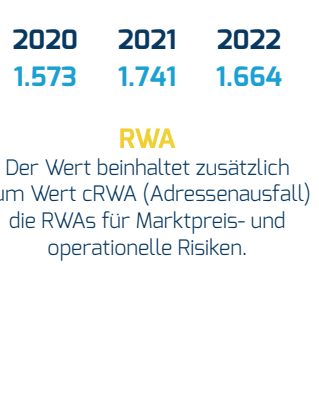 2020 2021 2022
1.573 1.741 1.664
RWA
Der Wert beinhaltet zusätzlich
um Wert cRWA (Adressenausfall)
die RWAs für Marktpreis- und
operationelle Risiken.